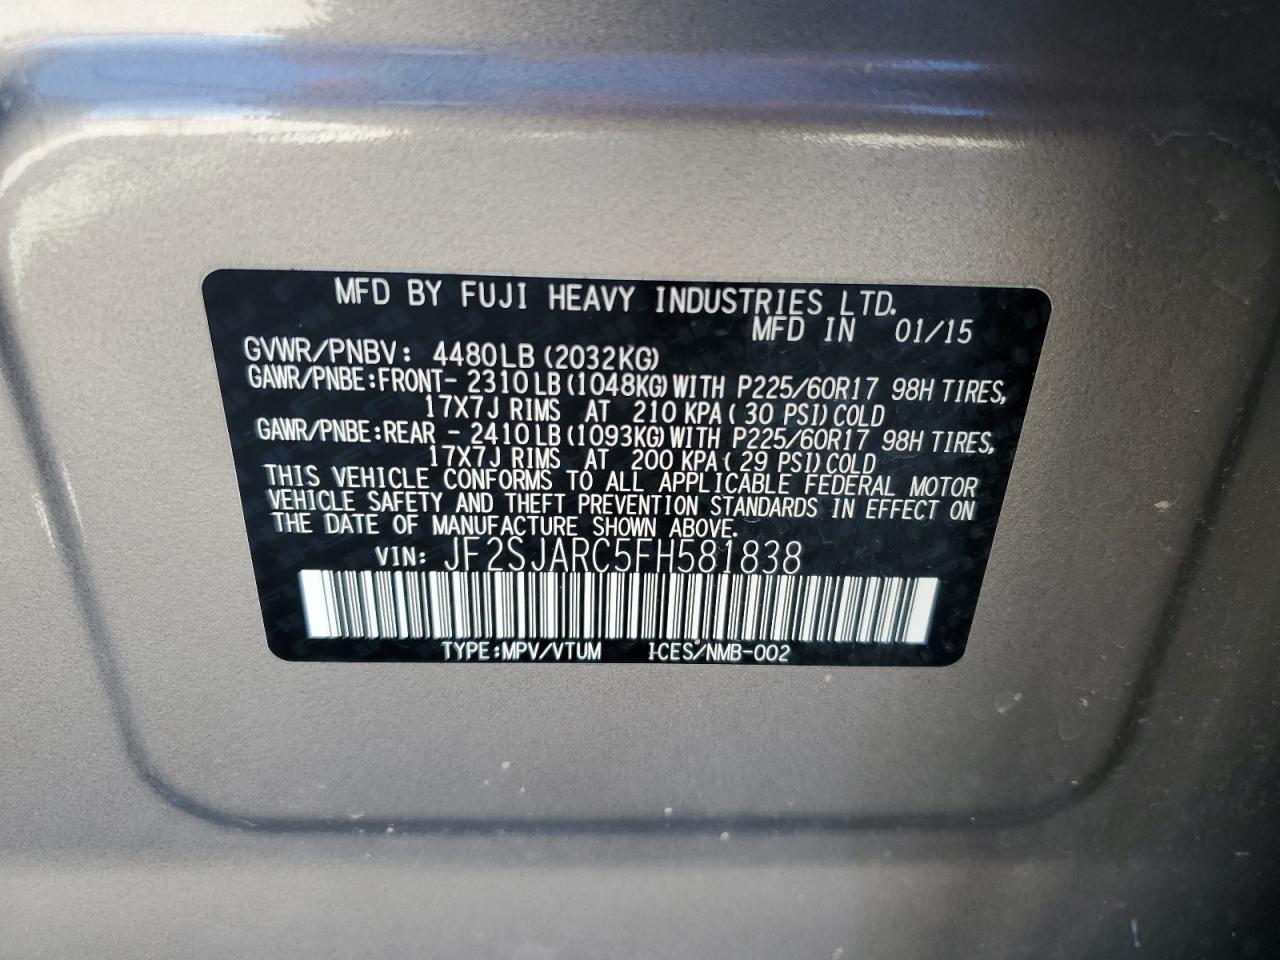 MFD BY FUJI HEAVY INDUSTRIES LTD.
MFD IN 01/15
GVWR/PNBV: 4480LB(2032KG)
GAWR/PNBE:FRONT- 2310LB(1048KG)WITH P225/60R17 98H TIRES,
17X7J RIMS AT 210 KPA( 30 PSI)COLD
GAWR/PNBE:REAR - 2410LB(1093KG)WITH P225/60R17 98H TIRES,
17X7J RIMS AT 200 KPA( 29 PSI)COLD
THIS VEHICLE CONFORMS TO ALL APPLICABLE FEDERAL MOTOR
VEHICLE SAFETY AND THEFT PREVENTION STANDARDS IN EFFECT ON
THE DATE OF MANUFACTURE SHOWN ABOVE.
VIN: JF2SJARC5FH581838
TYPE:MPV/VTUM ICES/NMB-002